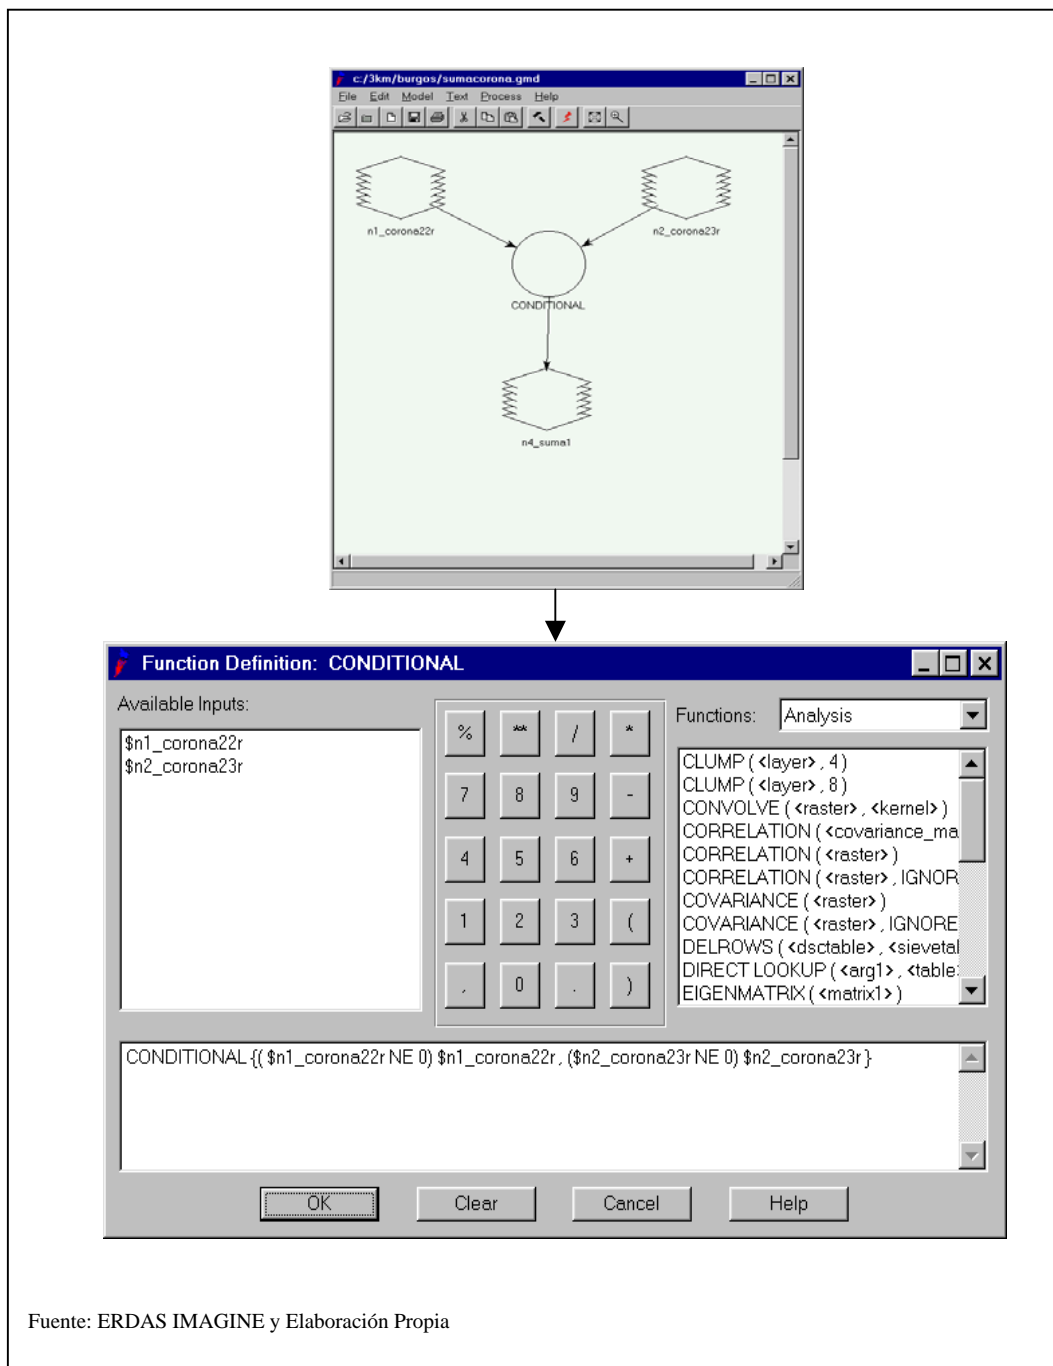 c:/3km/burgos/sumacorona.gmd
File Edit Model Text Process Help
n1_corona22r
n2_corona23r
CONDITIONAL
n4_suma1
Function Definition: CONDITIONAL
Available Inputs:
$n1_corona22r
$n2_corona23r
% ** / *
7 8 9 -
4 5 6 +
1 2 3 (
, 0 . )
Functions: Analysis
CLUMP ( <layer> , 4 )
CLUMP ( <layer> , 8 )
CONVOLVE ( <raster> , <kernel> )
CORRELATION ( <covariance_ma
CORRELATION ( <raster> )
CORRELATION ( <raster> , IGNOR
COVARIANCE ( <raster> )
COVARIANCE ( <raster> , IGNORE
DELROWS ( <dsctable> , <sievetal
DIRECT LOOKUP ( <arg1> , <table
EIGENMATRIX ( <matrix1> )
CONDITIONAL {( $n1_corona22r NE 0) $n1_corona22r , ($n2_corona23r NE 0) $n2_corona23r }
OK Clear Cancel Help
Fuente: ERDAS IMAGINE y Elaboración Propia